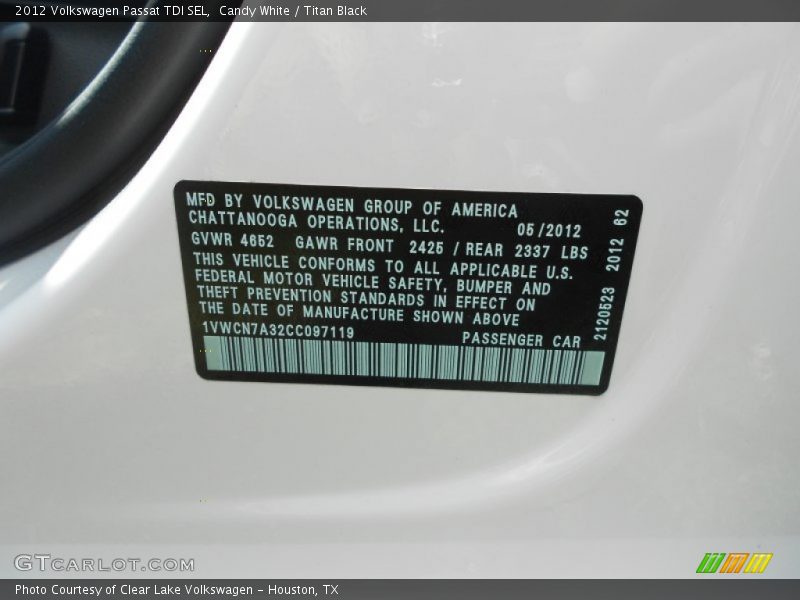 2012 Volkswagen Passat TDI SEL, Candy White / Titan Black
MFD BY VOLKSWAGEN GROUP OF AMERICA
CHATTANOOGA OPERATIONS, LLC. 05/2012
GVWR 4652 GAWR FRONT 2425 / REAR 2337 LBS
THIS VEHICLE CONFORMS TO ALL APPLICABLE U.S.
FEDERAL MOTOR VEHICLE SAFETY, BUMPER AND
THEFT PREVENTION STANDARDS IN EFFECT ON
THE DATE OF MANUFACTURE SHOWN ABOVE
1VWCN7A32CC097119 PASSENGER CAR
2120523 2012 62
GTCARLOT.COM
Photo Courtesy of Clear Lake Volkswagen - Houston, TX